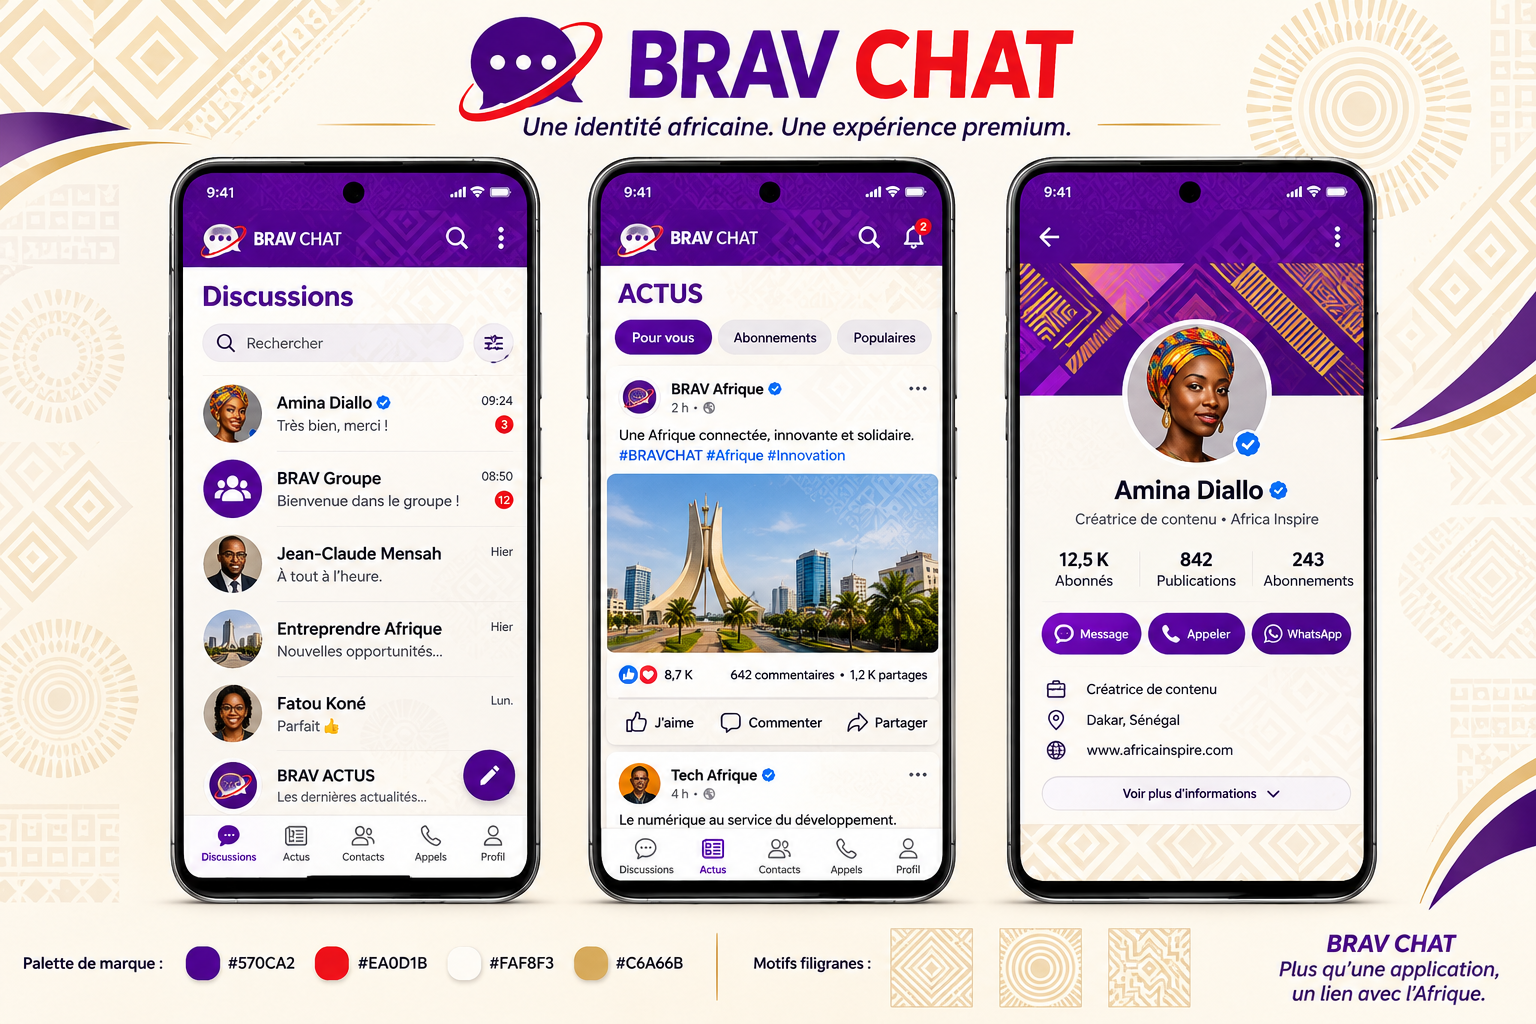 BRAV CHAT
Une identité africaine. Une expérience premium.
9:41
BRAV CHAT
Discussions
Rechercher
Amina Diallo
09:24
Très bien, merci !
3
BRAV Groupe
08:50
Bienvenue dans le groupe !
12
Jean-Claude Mensah
Hier
À tout à l'heure.
Entreprendre Afrique
Hier
Nouvelles opportunités...
Fatou Koné
Lun.
Parfait 👍
BRAV ACTUS
Les dernières actualités...
Discussions
Actus
Contacts
Appels
Profil
9:41
BRAV CHAT
2
ACTUS
Pour vous
Abonnements
Populaires
BRAV Afrique
2 h •
Une Afrique connectée, innovante et solidaire.
#BRAVCHAT #Afrique #Innovation
8,7 K
642 commentaires • 1,2 K partages
J'aime
Commenter
Partager
Tech Afrique
4 h •
Le numérique au service du développement.
Discussions
Actus
Contacts
Appels
Profil
9:41
Amina Diallo
Créatrice de contenu • Africa Inspire
12,5 K
842
243
Abonnés
Publications
Abonnements
Message
Appeler
WhatsApp
Créatrice de contenu
Dakar, Sénégal
www.africainspire.com
Voir plus d'informations
Palette de marque :
#570CA2
#EA0D1B
#FAF8F3
#C6A66B
Motifs filigranes :
BRAV CHAT
Plus qu'une application,
un lien avec l'Afrique.